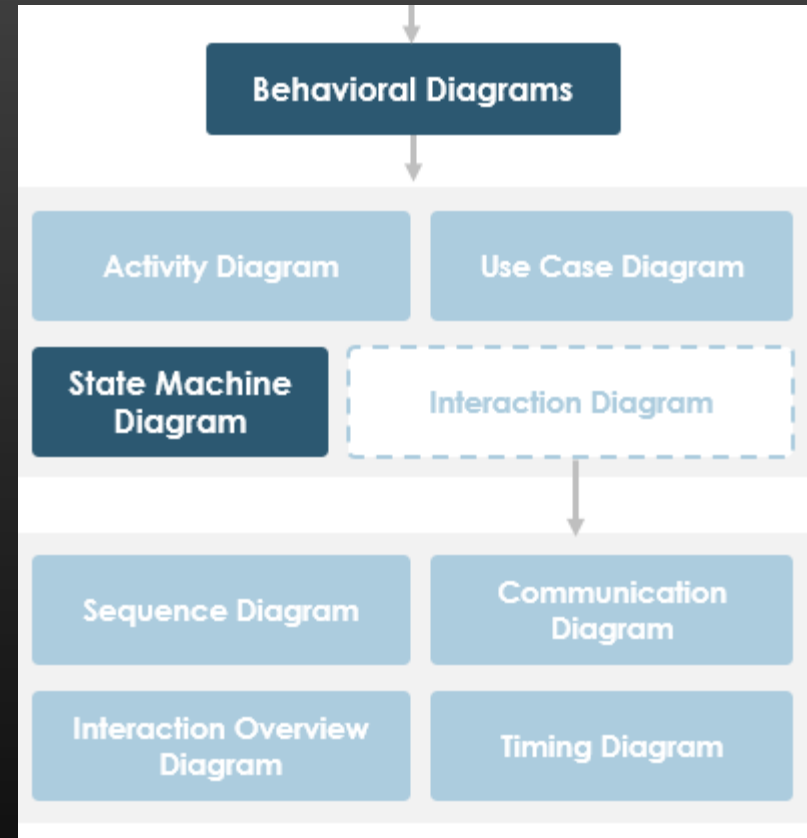 Behavioral Diagrams
Activity Diagram
Use Case Diagram
State Machine
Diagram
Interaction Diagram
Sequence Diagram
Communication
Diagram
Interaction Overview
Diagram
Timing Diagram